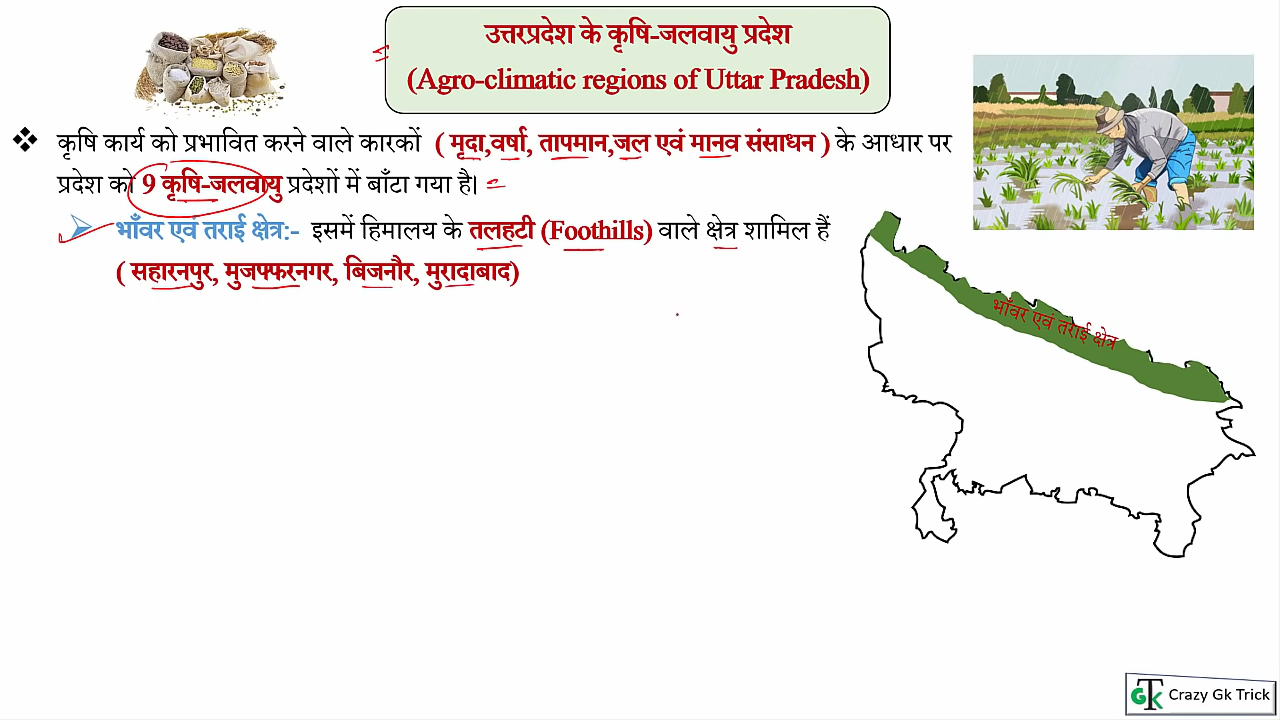 उत्तरप्रदेश के कृषि-जलवायु प्रदेश
(Agro-climatic regions of Uttar Pradesh)
❖ कृषि कार्य को प्रभावित करने वाले कारकों ( मृदा,वर्षा, तापमान,जल एवं मानव संसाधन ) के आधार पर
प्रदेश को 9 कृषि-जलवायु प्रदेशों में बाँटा गया है।
➢ भाँवर एवं तराई क्षेत्र:- इसमें हिमालय के तलहटी (Foothills) वाले क्षेत्र शामिल हैं
( सहारनपुर, मुजफ्फरनगर, बिजनौर, मुरादाबाद)
भाँवर एवं तराई क्षेत्र
GTK Crazy Gk Trick